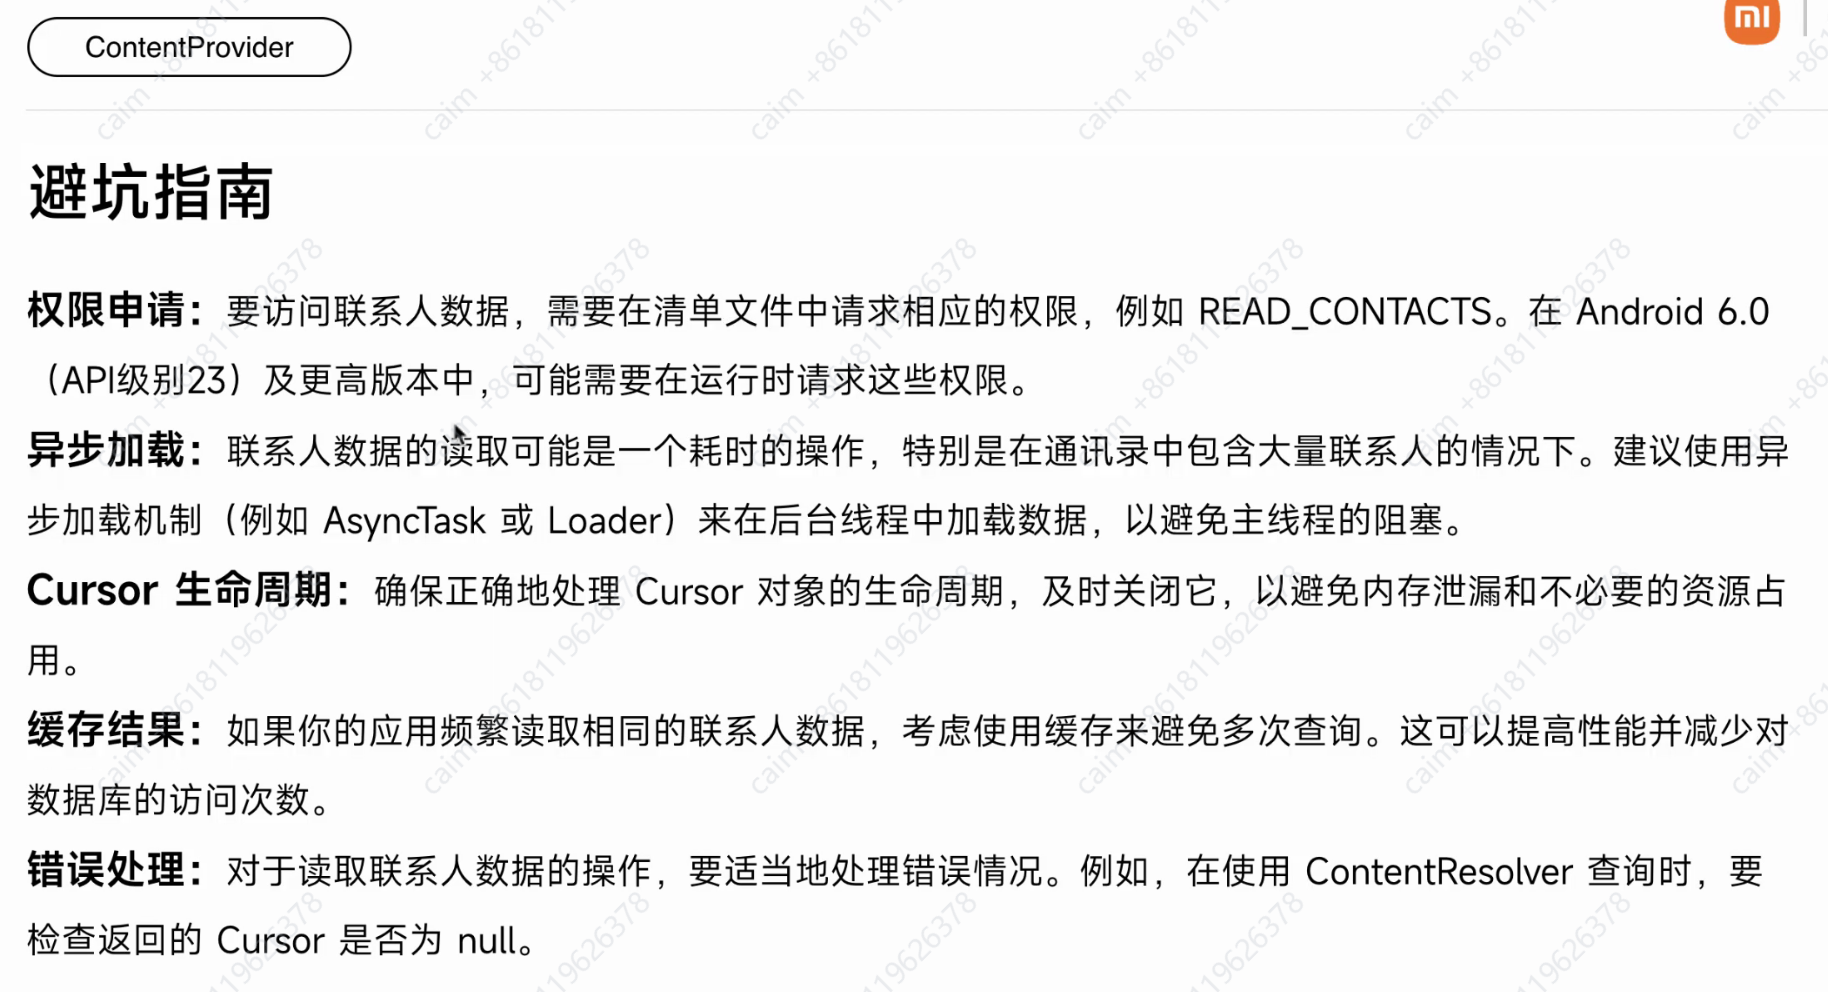 ContentProvider
mi
避坑指南
权限申请：要访问联系人数据，需要在清单文件中请求相应的权限，例如 READ_CONTACTS。在 Android 6.0
（API级别23）及更高版本中，可能需要在运行时请求这些权限。
异步加载：联系人数据的读取可能是一个耗时的操作，特别是在通讯录中包含大量联系人的情况下。建议使用异
步加载机制（例如 AsyncTask 或 Loader）来在后台线程中加载数据，以避免主线程的阻塞。
Cursor 生命周期：确保正确地处理 Cursor 对象的生命周期，及时关闭它，以避免内存泄漏和不必要的资源占
用。
缓存结果：如果你的应用频繁读取相同的联系人数据，考虑使用缓存来避免多次查询。这可以提高性能并减少对
数据库的访问次数。
错误处理：对于读取联系人数据的操作，要适当地处理错误情况。例如，在使用 ContentResolver 查询时，要
检查返回的 Cursor 是否为 null。
caim +8618119626378